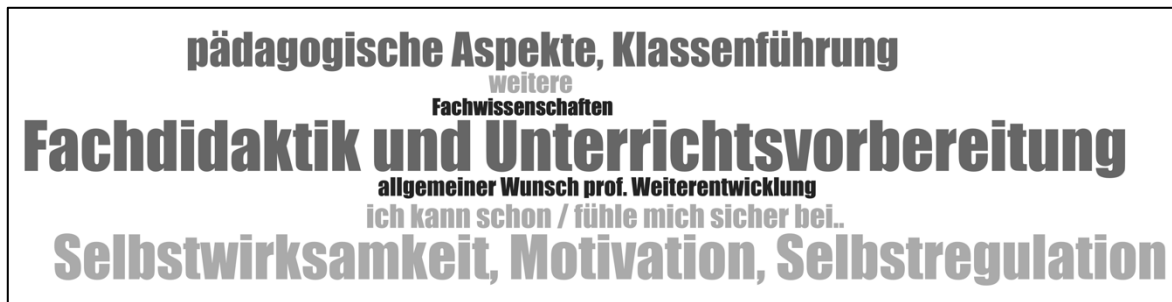 pädagogische Aspekte, Klassenführung
weitere
Fachwissenschaften
Fachdidaktik und Unterrichtsvorbereitung
allgemeiner Wunsch prof. Weiterentwicklung
ich kann schon / fühle mich sicher bei..
Selbstwirksamkeit, Motivation, Selbstregulation